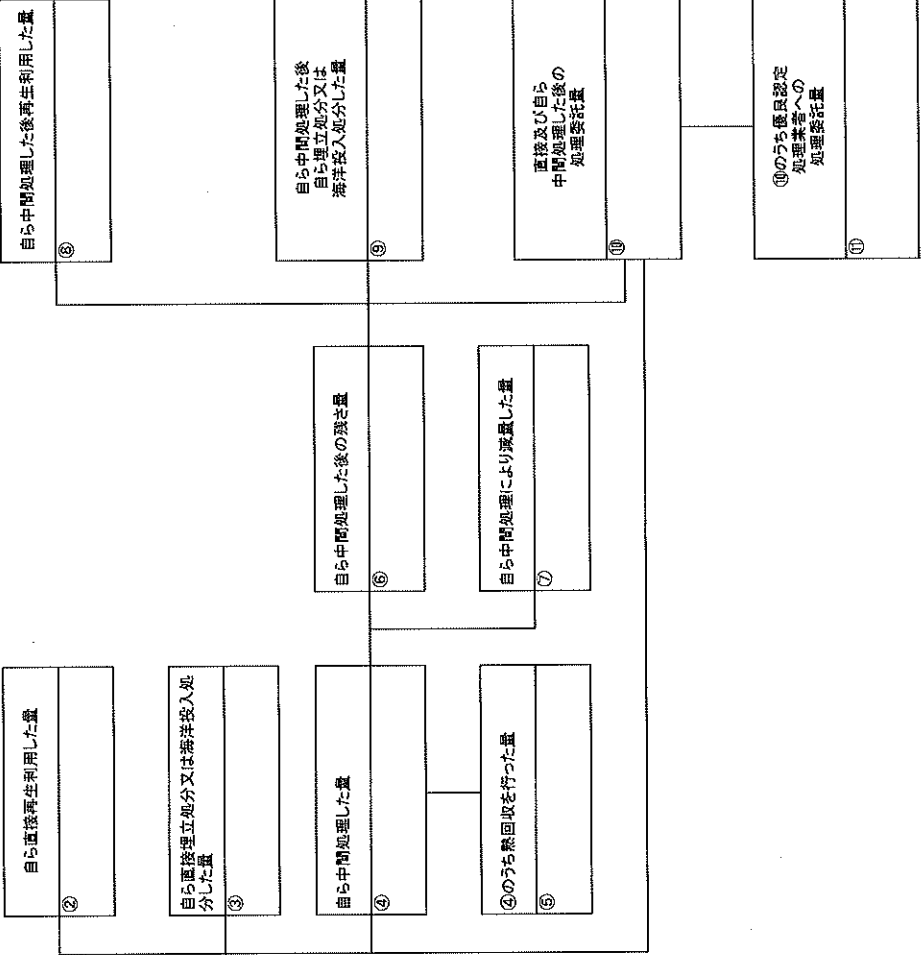 自ら直接再生利用した量
②
自ら直接埋立処分又は海洋投入処
分した量
③
自ら中間処理した量
④
④のうち熱回収を行った量
⑤
自ら中間処理した後の残さ量
⑥
自ら中間処理により減量した量
⑦
自ら中間処理した後再生利用した量
⑧
自ら中間処理した後
自ら埋立処分又は
海洋投入処分した量
⑨
直接及び自ら
中間処理した後の
処理委託量
⑩
⑩のうち優良認定
処理業者への
処理委託量
⑪